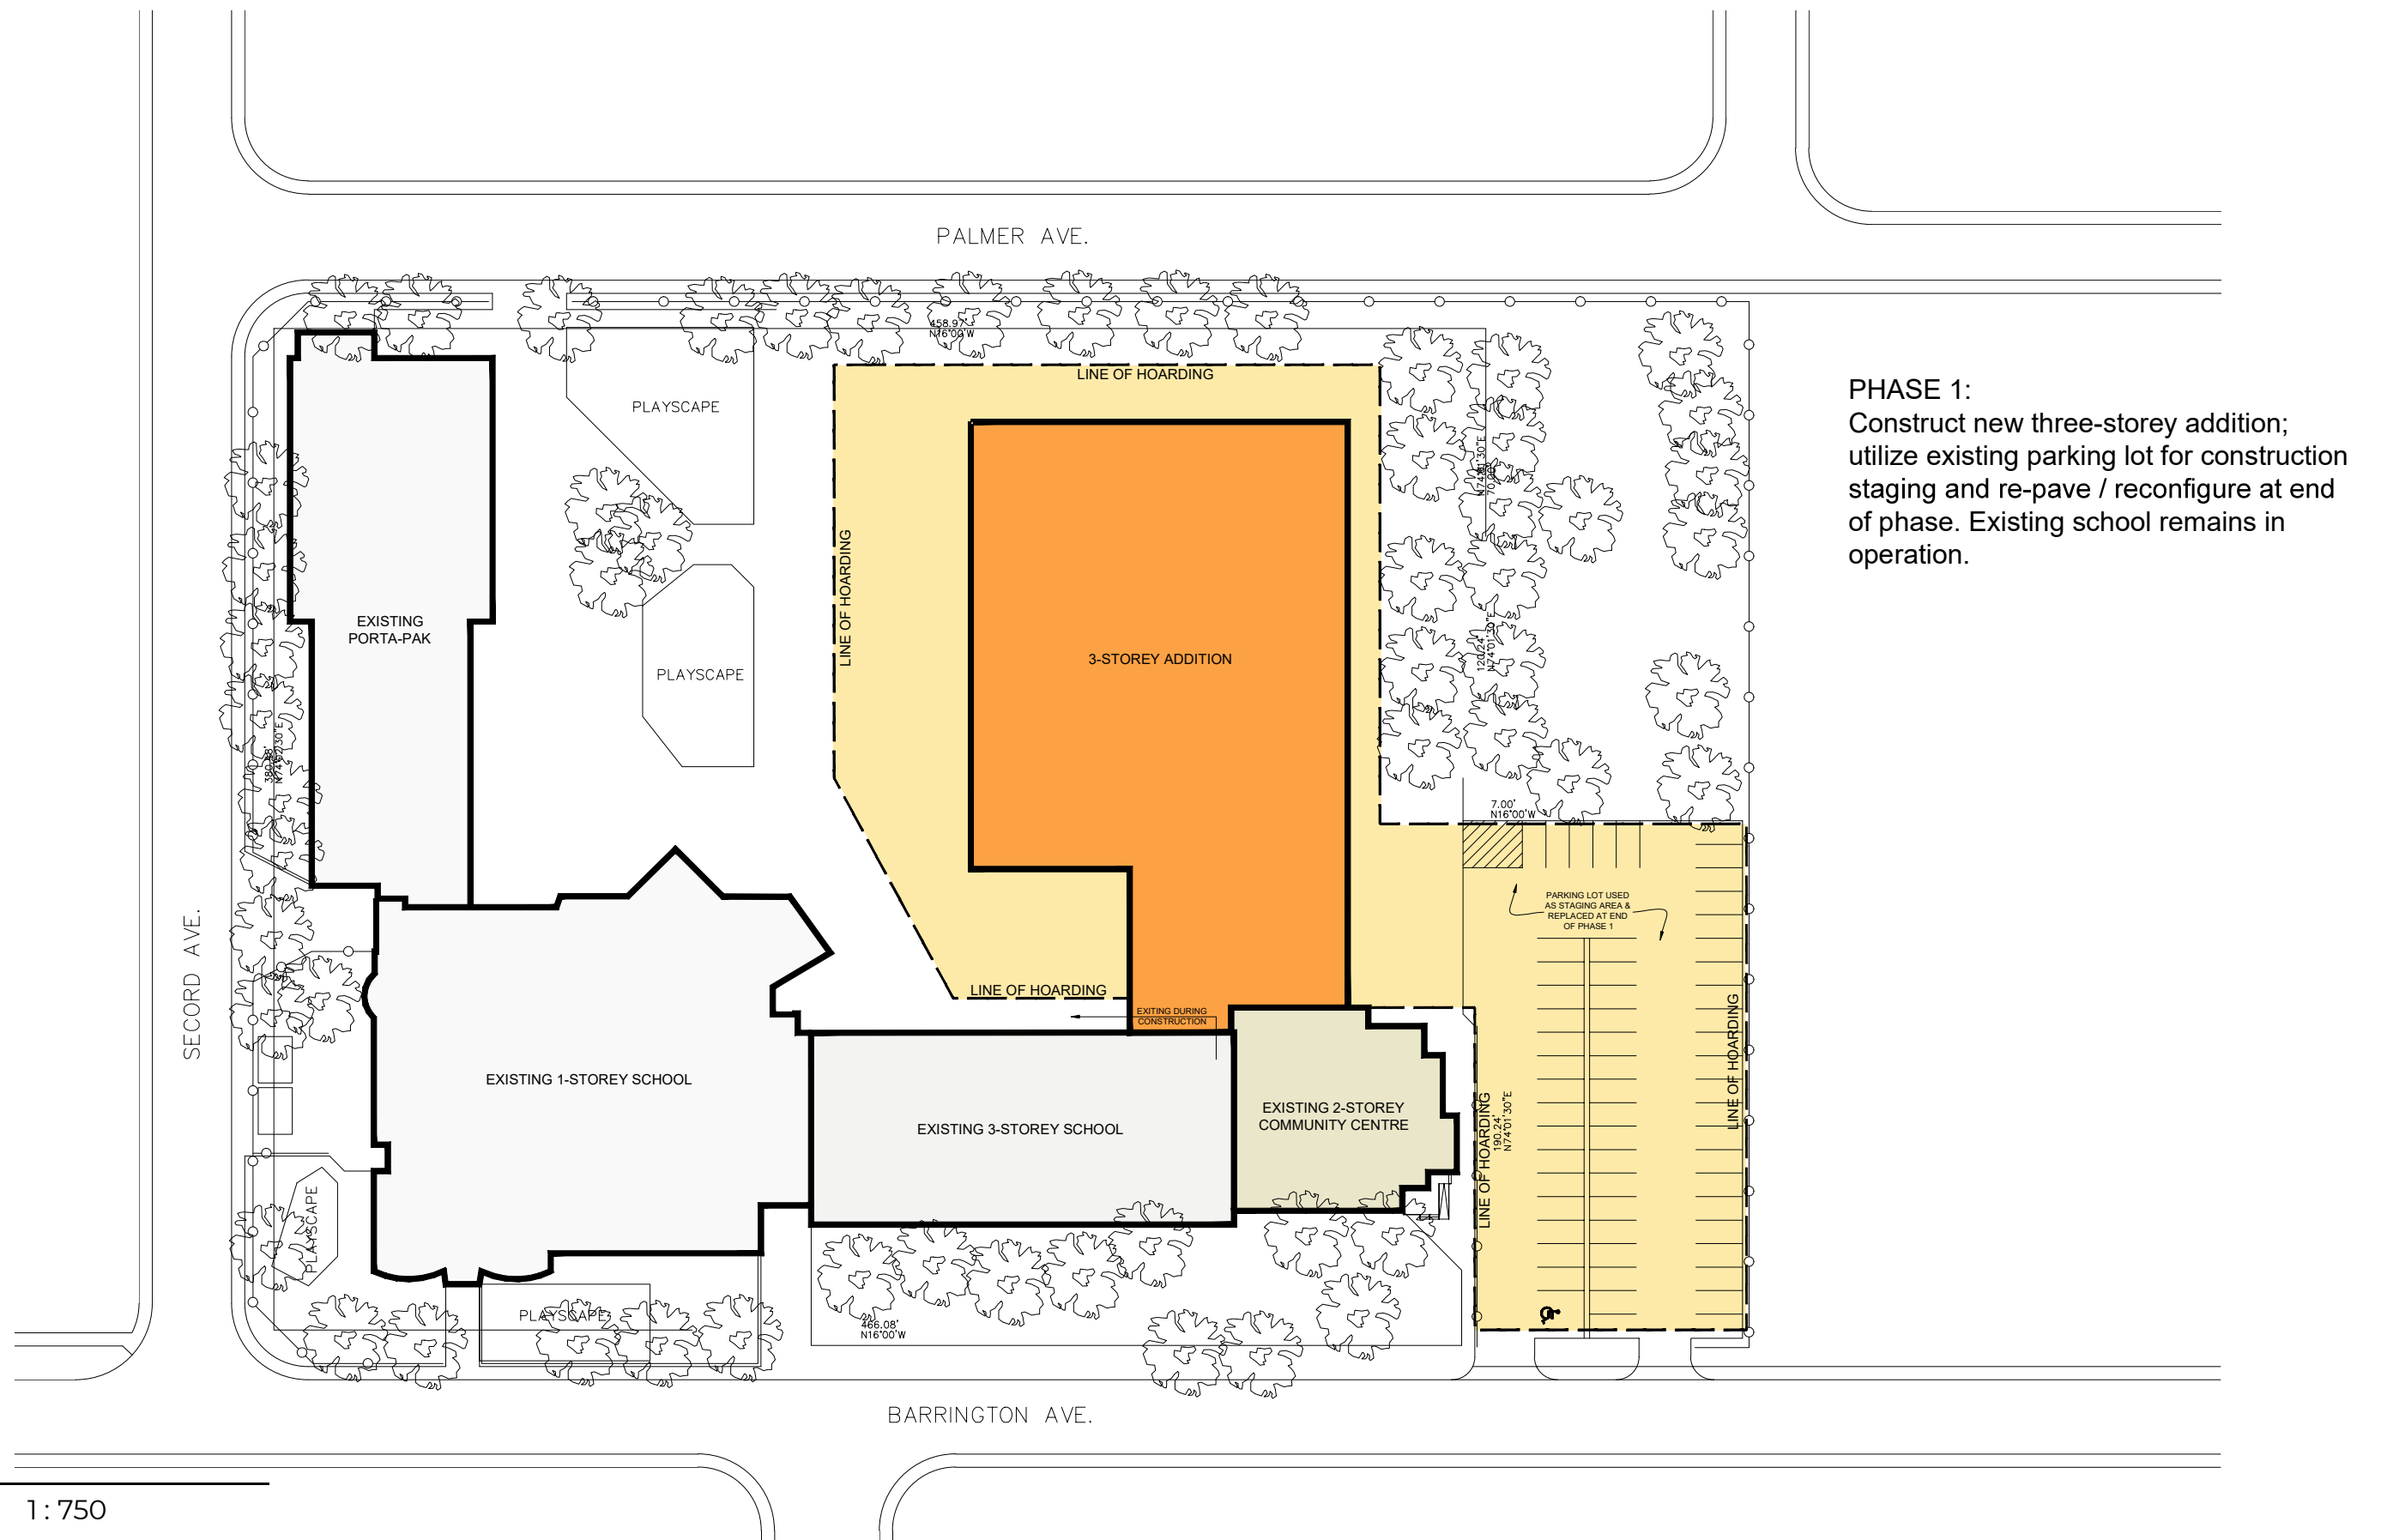 PALMER AVE.
458.97'
N16°00'W
LINE OF HOARDING
PHASE 1:
Construct new three-storey addition;
utilize existing parking lot for construction
staging and re-pave / reconfigure at end
of phase. Existing school remains in
operation.
PLAYSCAPE
LINE OF HOARDING
EXISTING
PORTA-PAK
PLAYSCAPE
3-STOREY ADDITION
120.24'
N74°01'30"E
7.00'
N16°00'W
PARKING LOT USED
AS STAGING AREA &
REPLACED AT END
OF PHASE 1
SECORD AVE.
LINE OF HOARDING
EXITING DURING
CONSTRUCTION
EXISTING 1-STOREY SCHOOL
EXISTING 3-STOREY SCHOOL
EXISTING 2-STOREY
COMMUNITY CENTRE
LINE OF HOARDING
190.24'
N74°01'30"E
LINE OF HOARDING
PLAYSCAPE
PLAYSCAPE
466.08'
N16°00'W
BARRINGTON AVE.
1 : 750